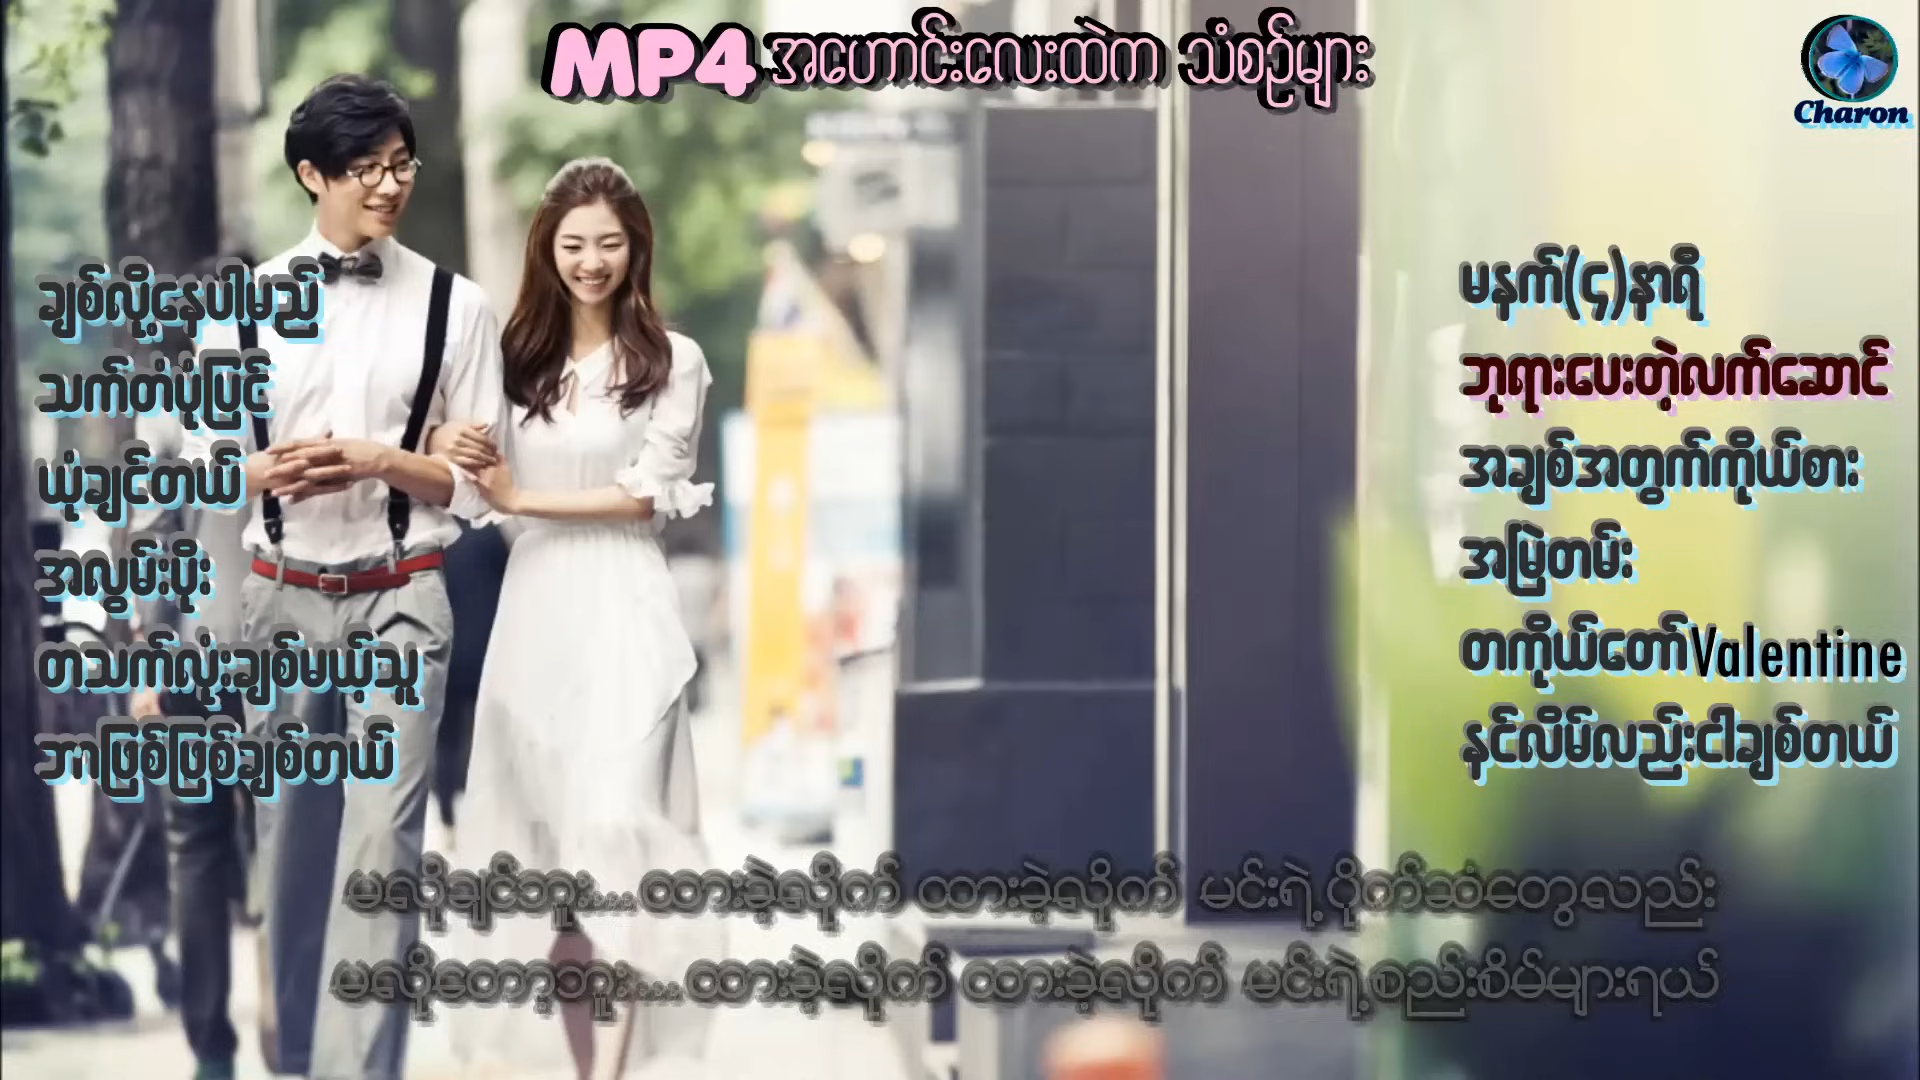 MP4 အဟောင်းလေးထဲက သံစဉ်များ
Charon
ချစ်လို့နေပါမည်
သက်တံပုံပြင်
ယုံချင်တယ်
အလွမ်းပိုး
တသက်လုံးချစ်မယ့်သူ
ဘာဖြစ်ဖြစ်ချစ်တယ်
မနက်(၄)နာရီ
ဘုရားပေးတဲ့လက်ဆောင်
အချစ်အတွက်ကိုယ်စား
အမြဲတမ်း
တကိုယ်တော်Valentine
နင်လိမ်လည်းငါချစ်တယ်
မလိုချင်ဘူး....ထားခဲ့လိုက် ထားခဲ့လိုက် မင်းရဲ့ ပိုက်ဆံတွေလည်း
မလိုတော့ဘူး....ထားခဲ့လိုက် ထားခဲ့လိုက် မင်းရဲ့စည်းစိမ်များရယ်